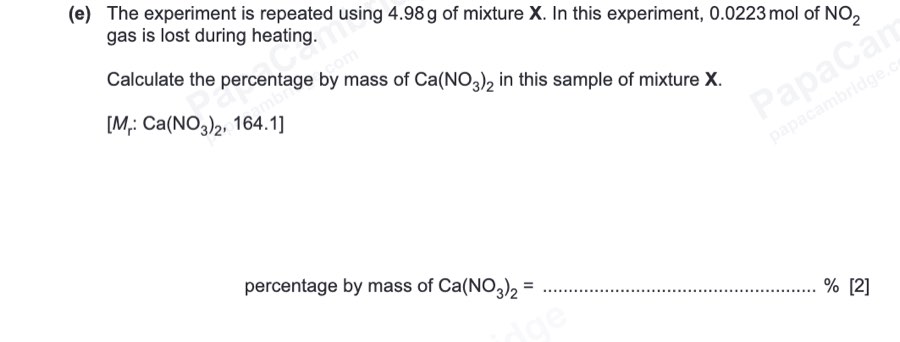 (e) The experiment is repeated using 4.98 g of mixture X. In this experiment, 0.0223 mol of NO₂
gas is lost during heating.
Calculate the percentage by mass of Ca(NO₃)₂ in this sample of mixture X.
[Mᵣ: Ca(NO₃)₂, 164.1]
percentage by mass of Ca(NO₃)₂ = ...................................................... % [2]